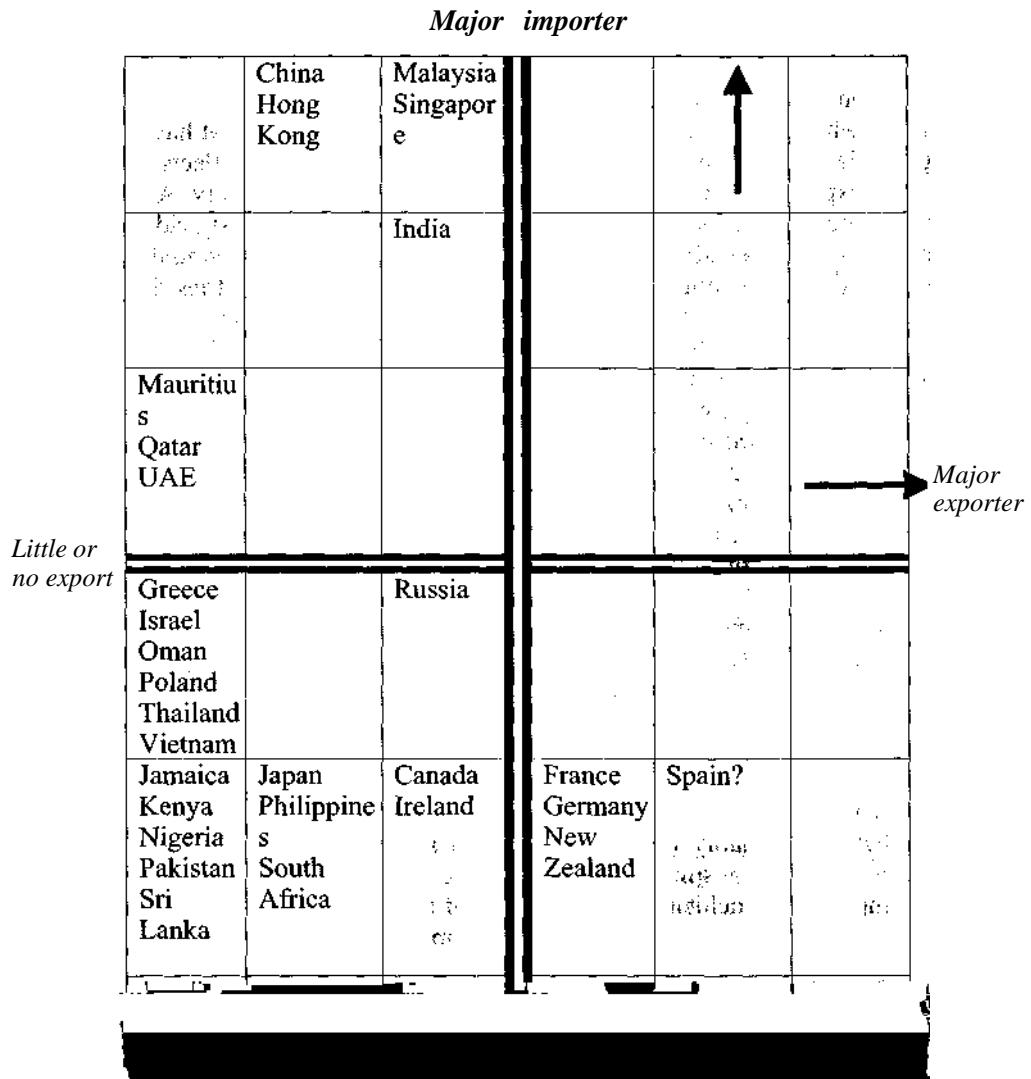 Major importer
China
Hong
Kong
Malaysia
Singapor
e
India
Mauritiu
s
Qatar
UAE
Major
exporter
Little or
no export
Greece
Israel
Oman
Poland
Thailand
Vietnam
Russia
Jamaica
Kenya
Nigeria
Pakistan
Sri
Lanka
Japan
Philippine
s
South
Africa
Canada
Ireland
France
Germany
New
Zealand
Spain?